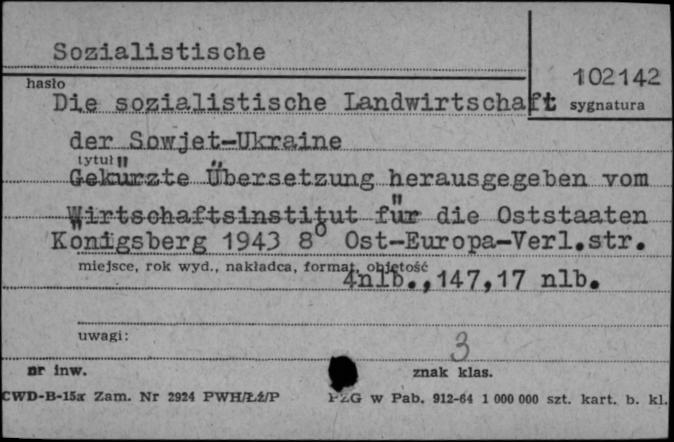 Sozialistische
102142
hasło
sygnatura
Die sozialistische Landwirtschaft
der Sowjet-Ukraine
tytuł
Gekürzte Übersetzung herausgegeben vom
Wirtschaftsinstitut für die Oststaaten
Königsberg 1943 8° Ost-Europa-Verl.str.
miejsce, rok wyd., nakładca, format, objętość
4nlb.,147,17 nlb.
uwagi:
3
nr inw.
znak klas.
CWD-B-15a Zam. Nr 2924 PWH/Łź/P
PZG w Pab. 912-64 1 000 000 szt. kart. b. kl.